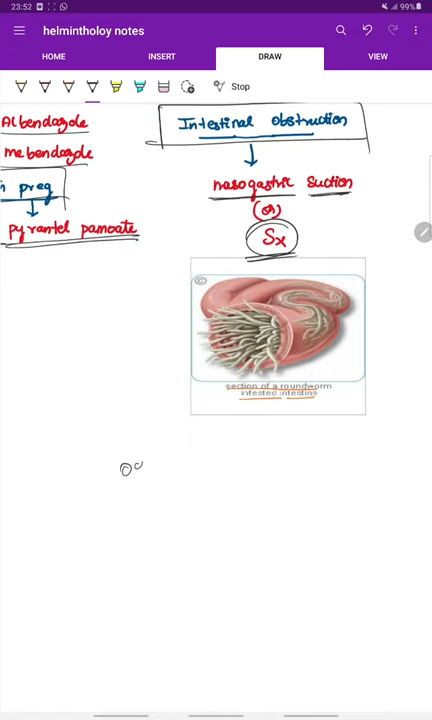 23:52
99%
helmintholoy notes
HOME INSERT DRAW VIEW
Stop
Albendazole
mebendazole
n preg
pyrantel pamoate
Intestinal obstruction
nasogastric suction
(or)
Sx
©
section of a roundworm
infested intestine